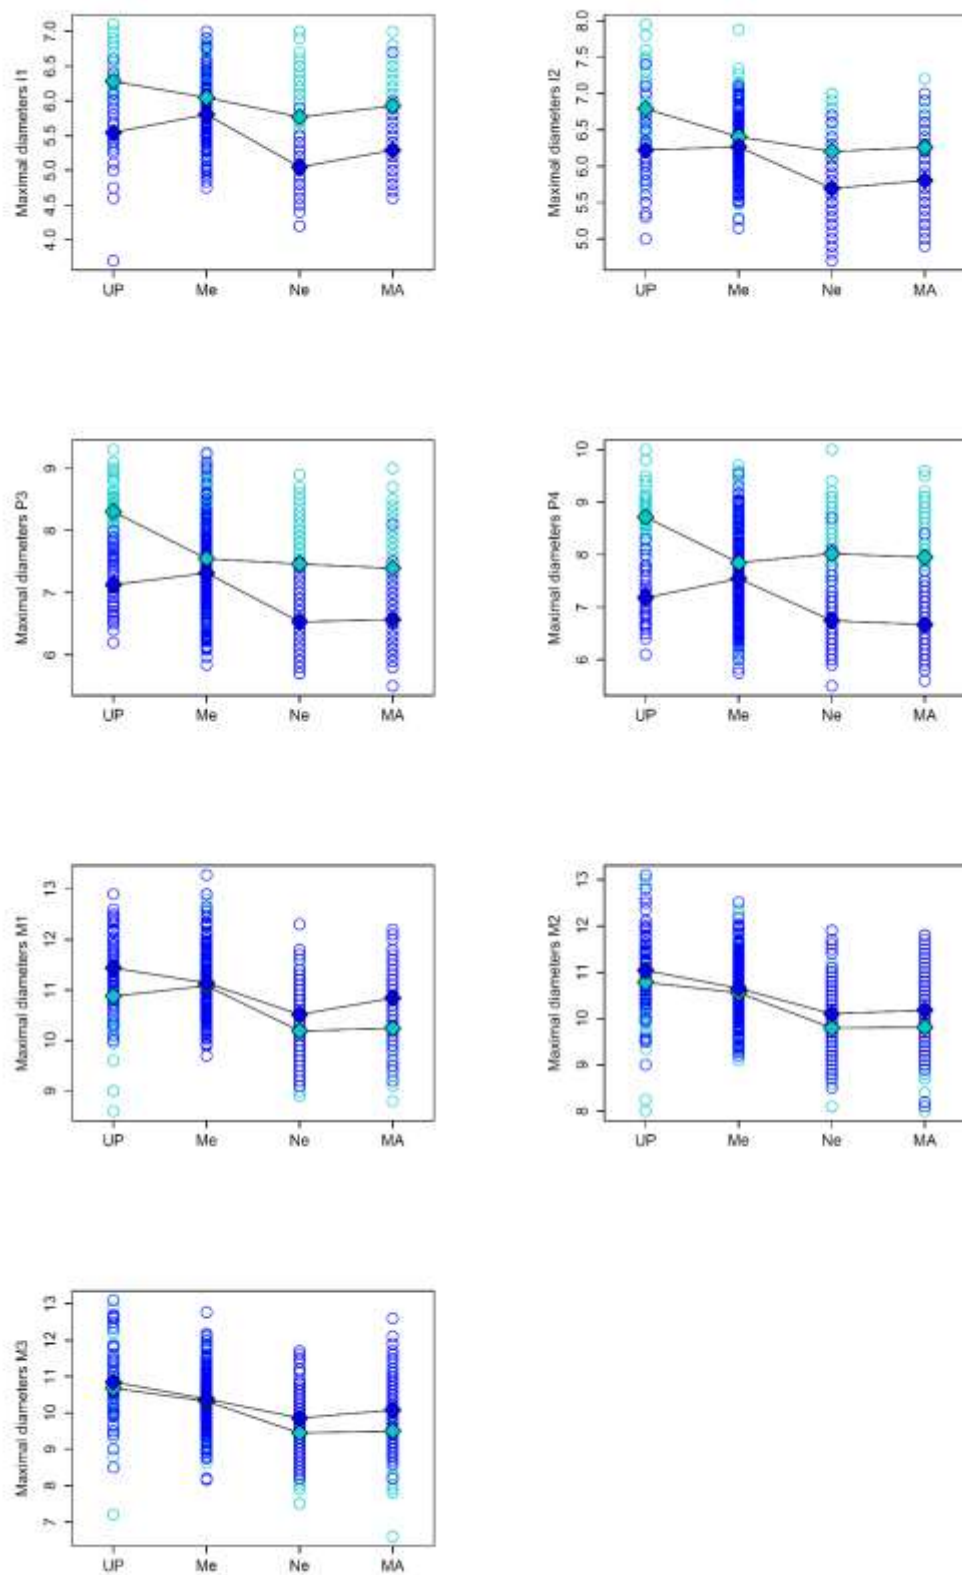 Maximal diameters I1
7.0
6.5
6.0
5.5
5.0
4.5
4.0
UP Me Ne MA
Maximal diameters I2
8.0
7.5
7.0
6.5
6.0
5.5
5.0
UP Me Ne MA
Maximal diameters P3
9
8
7
6
UP Me Ne MA
Maximal diameters P4
10
9
8
7
6
UP Me Ne MA
Maximal diameters M1
13
12
11
10
9
UP Me Ne MA
Maximal diameters M2
13
12
11
10
9
8
UP Me Ne MA
Maximal diameters M3
13
12
11
10
9
8
7
UP Me Ne MA